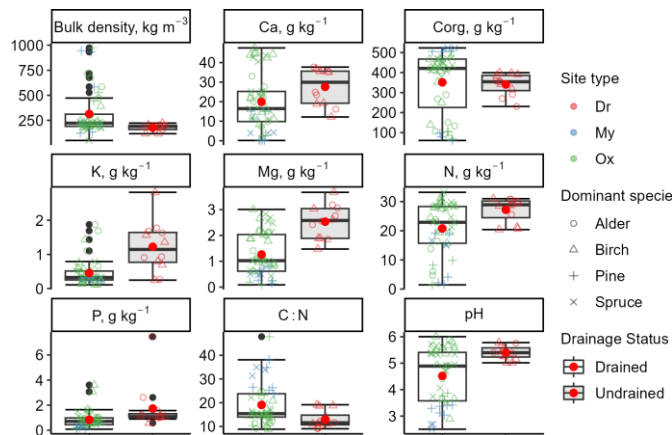 Bulk density, kg m⁻³
Ca, g kg⁻¹
Corg, g kg⁻¹
1000
750
500
250
40
30
20
10
0
500
400
300
200
100
K, g kg⁻¹
Mg, g kg⁻¹
N, g kg⁻¹
2
1
0
3
2
1
0
30
20
10
0
P, g kg⁻¹
C : N
pH
6
4
2
0
40
30
20
10
6
5
4
3
Site type
Dr
My
Ox
Dominant species
Alder
Birch
Pine
Spruce
Drainage Status
Drained
Undrained